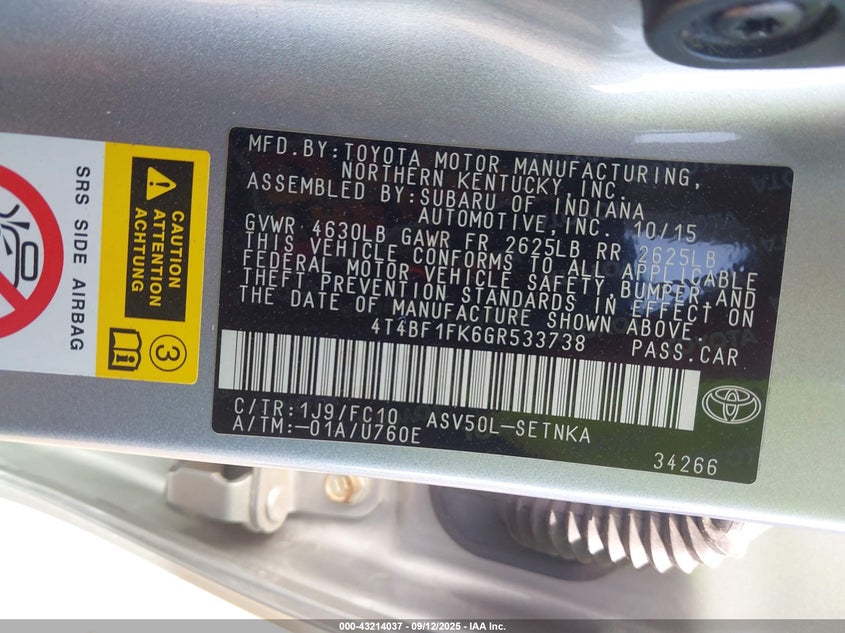 MFD.BY:TOYOTA MOTOR MANUFACTURING,
NORTHERN KENTUCKY, INC.
ASSEMBLED BY:SUBARU OF INDIANA
AUTOMOTIVE,INC. 10/15
GVWR 4630LB GAWR FR 2625LB RR 2625LB
THIS VEHICLE CONFORMS TO ALL APPLICABLE
FEDERAL MOTOR VEHICLE SAFETY,BUMPER,AND
THEFT PREVENTION STANDARDS IN EFFECT ON
THE DATE OF MANUFACTURE SHOWN ABOVE.
4T4BF1FK6GR533738 PASS.CAR
C/TR:1J9/FC10 ASV50L-SETNKA
A/TM:-01A/U760E
34266
SRS SIDE AIRBAG
CAUTION
ATTENTION
ACHTUNG
3
000-43214037 - 09/12/2025 - IAA Inc.